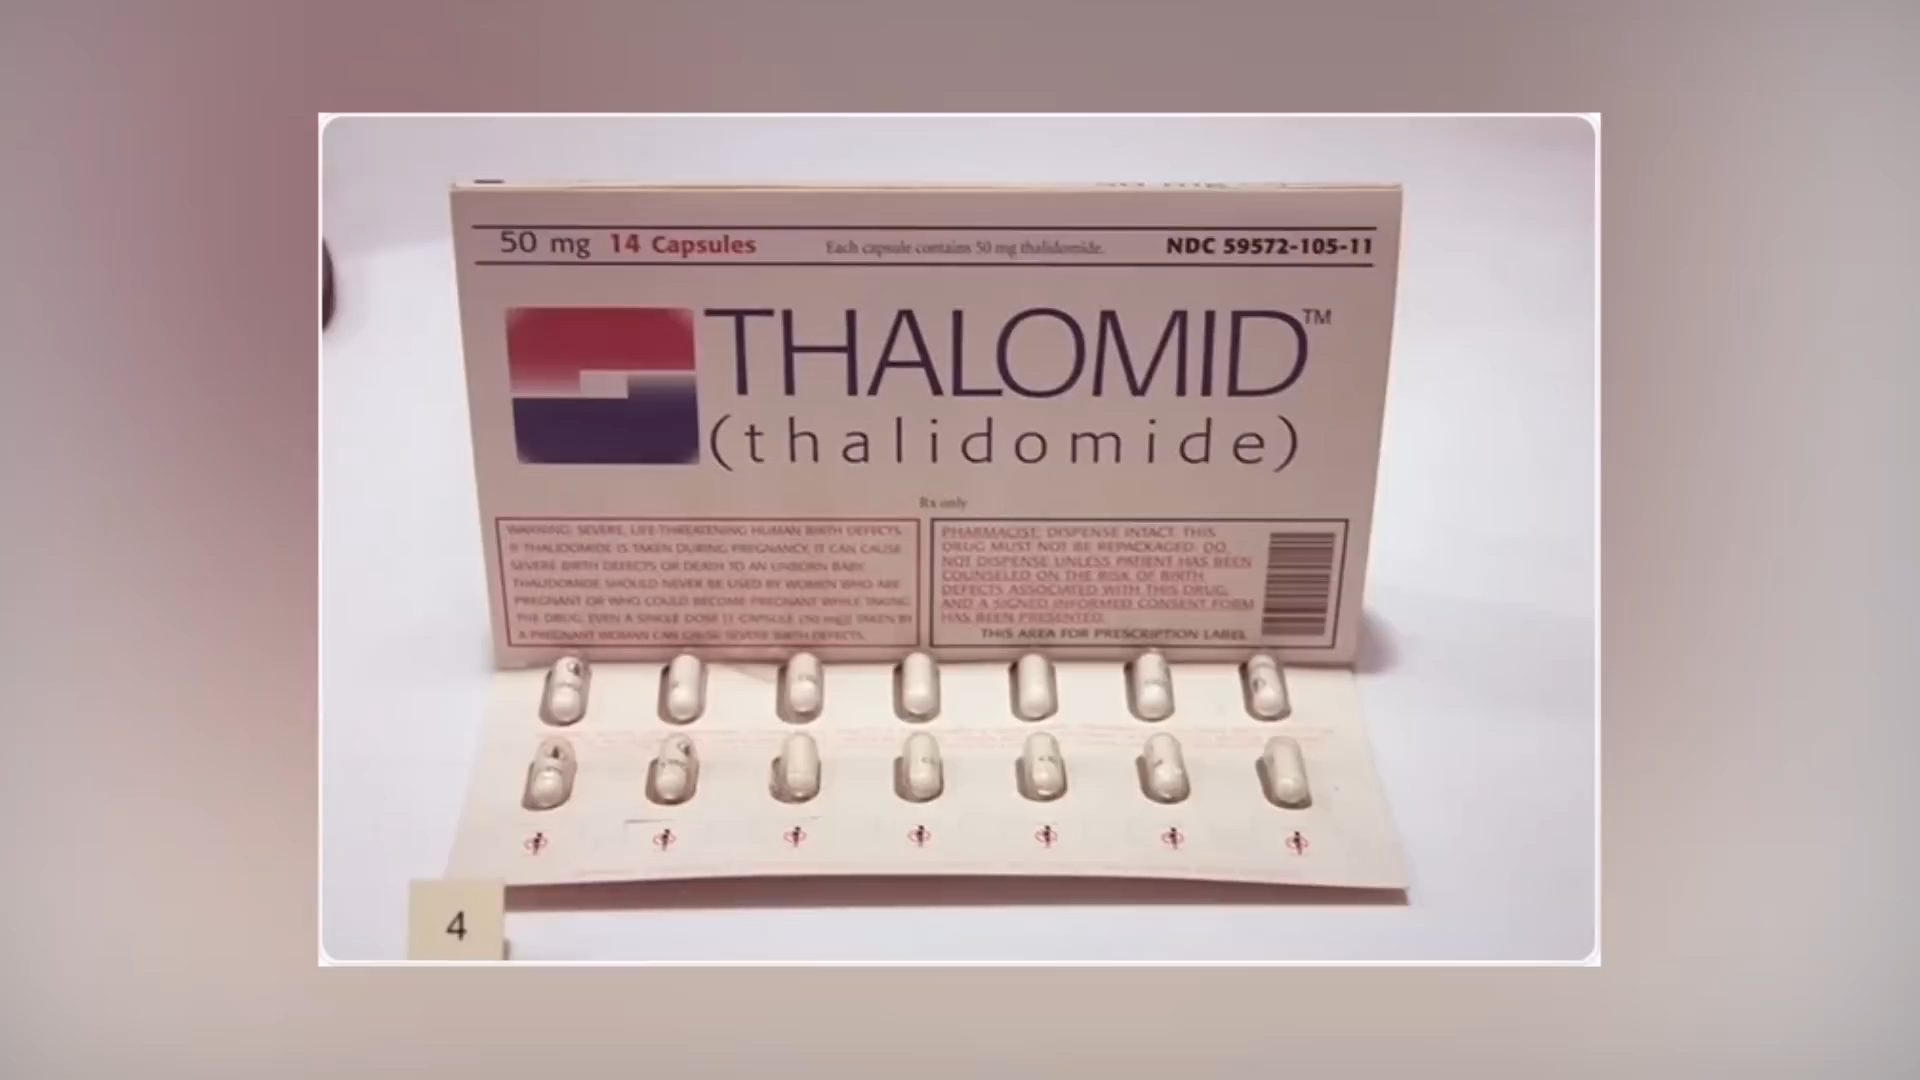 50 mg 14 Capsules Each capsule contains 50 mg thalidomide. NDC 59572-105-11
THALOMID™
(thalidomide)
Rx only
WARNING: SEVERE, LIFE-THREATENING HUMAN BIRTH DEFECTS.
IF THALIDOMIDE IS TAKEN DURING PREGNANCY, IT CAN CAUSE
SEVERE BIRTH DEFECTS OR DEATH TO AN UNBORN BABY.
THALIDOMIDE SHOULD NEVER BE USED BY WOMEN WHO ARE
PREGNANT OR WHO COULD BECOME PREGNANT WHILE TAKING
THE DRUG. EVEN A SINGLE DOSE [1 CAPSULE (50 mg)] TAKEN BY
A PREGNANT WOMAN CAN CAUSE SEVERE BIRTH DEFECTS.
PHARMACIST: DISPENSE INTACT. THIS
DRUG MUST NOT BE REPACKAGED. DO
NOT DISPENSE UNLESS PATIENT HAS BEEN
COUNSELED ON THE RISK OF BIRTH
DEFECTS ASSOCIATED WITH THIS DRUG,
AND A SIGNED INFORMED CONSENT FORM
HAS BEEN PRESENTED.
THIS AREA FOR PRESCRIPTION LABEL
4